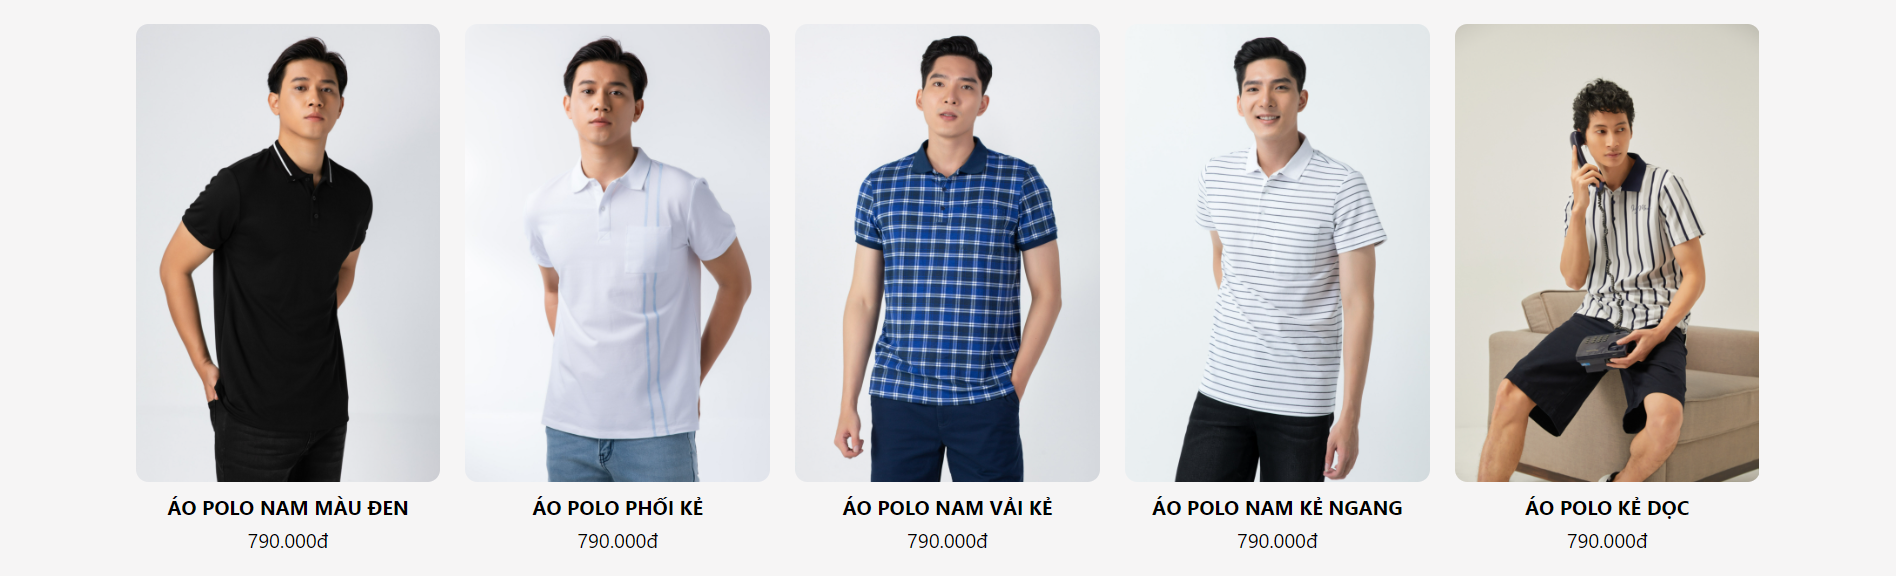 ÁO POLO NAM MÀU ĐEN
790.000đ
ÁO POLO PHỐI KẺ
790.000đ
ÁO POLO NAM VẢI KẺ
790.000đ
ÁO POLO NAM KẺ NGANG
790.000đ
ÁO POLO KẺ DỌC
790.000đ